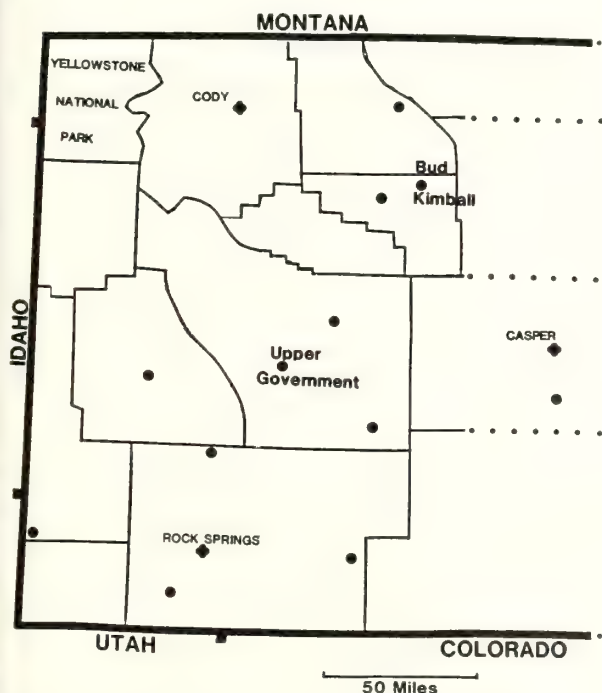 MONTANA
YELLOWSTONE
NATIONAL
PARK
CODY
Bud
Kimball
IDAHO
CASPER
Upper
Government
ROCK SPRINGS
UTAH
COLORADO
50 Miles